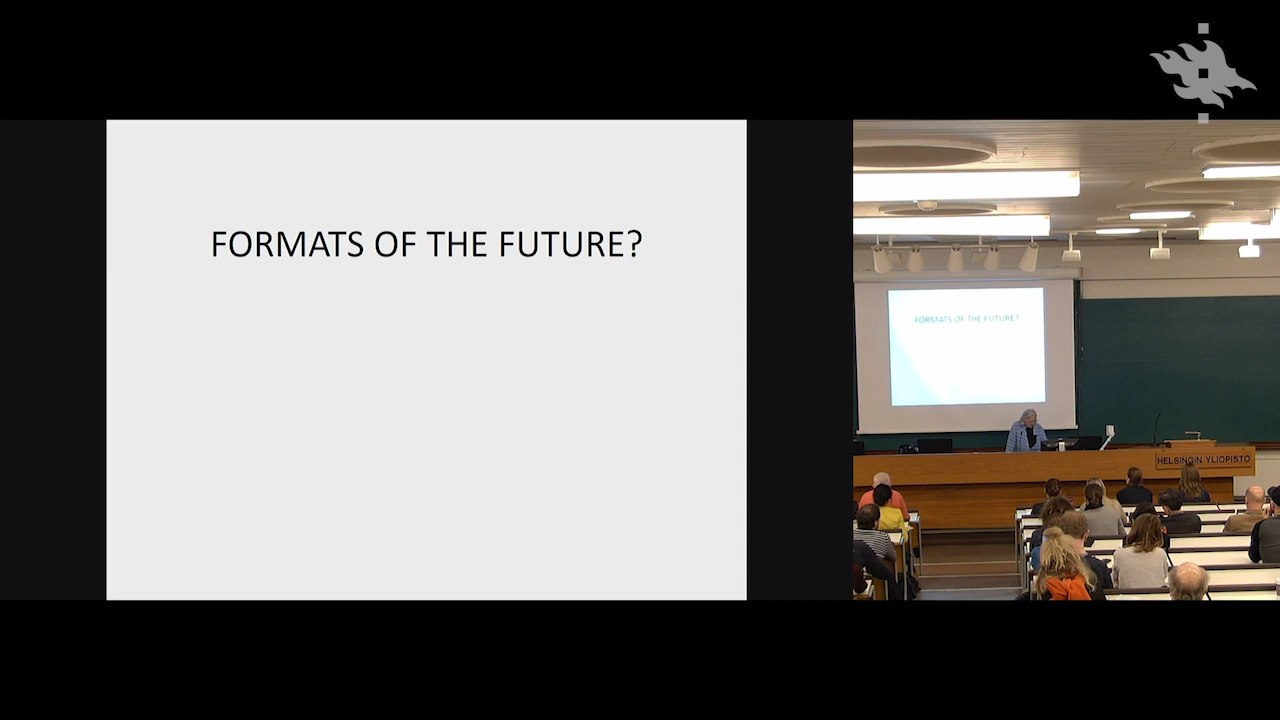 FORMATS OF THE FUTURE?
FORMATS OF THE FUTURE?
HELSINGIN YLIOPISTO